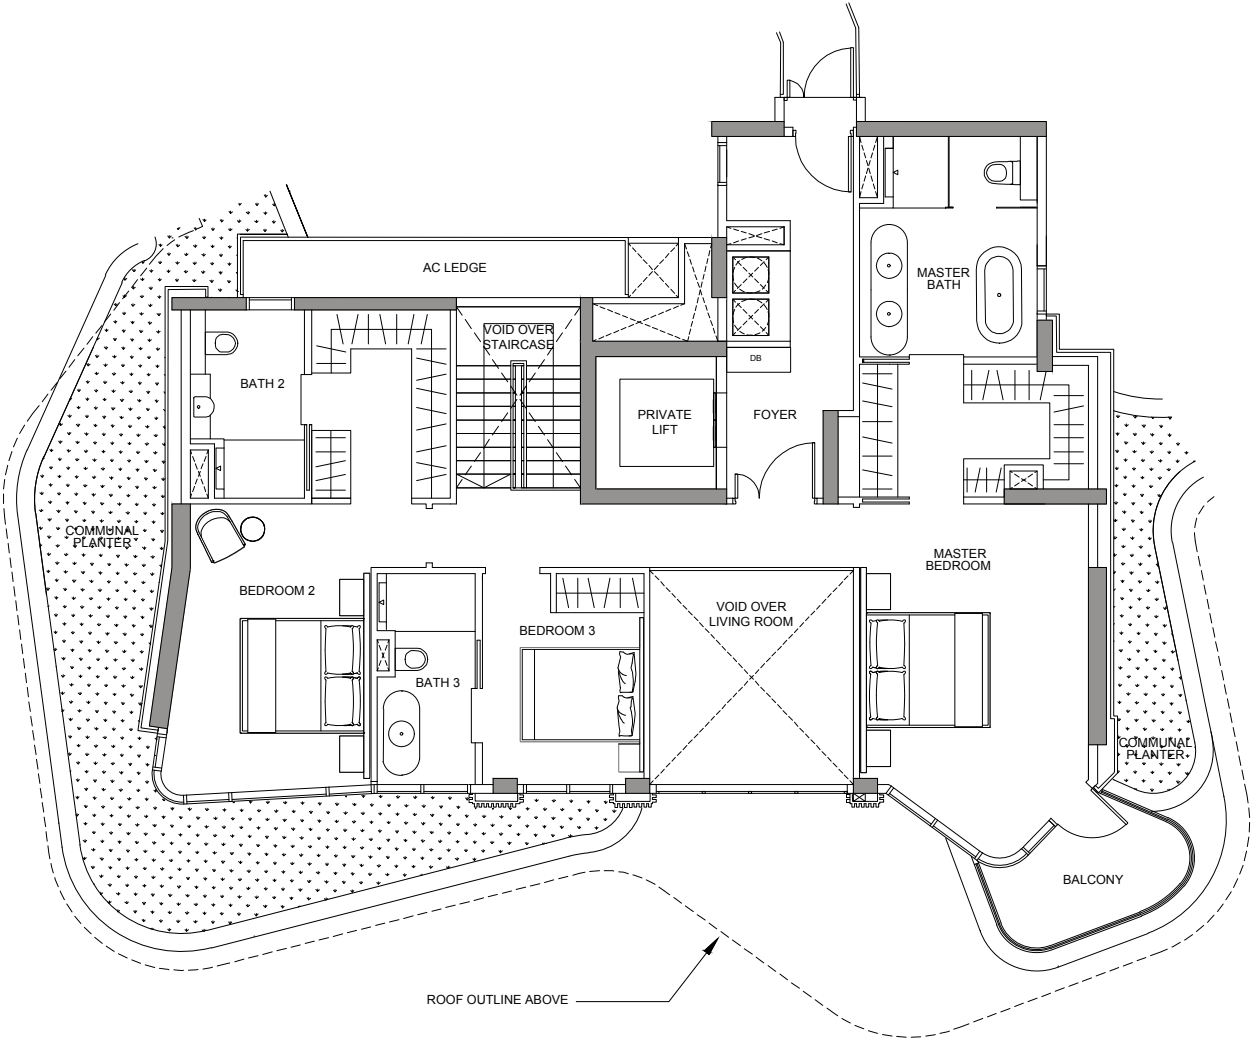 AC LEDGE
MASTER
BATH
VOID OVER
STAIRCASE
DB
BATH 2
PRIVATE
LIFT
FOYER
COMMUNAL
PLANTER
MASTER
BEDROOM
BEDROOM 2
VOID OVER
LIVING ROOM
BEDROOM 3
BATH 3
COMMUNAL
PLANTER
BALCONY
ROOF OUTLINE ABOVE